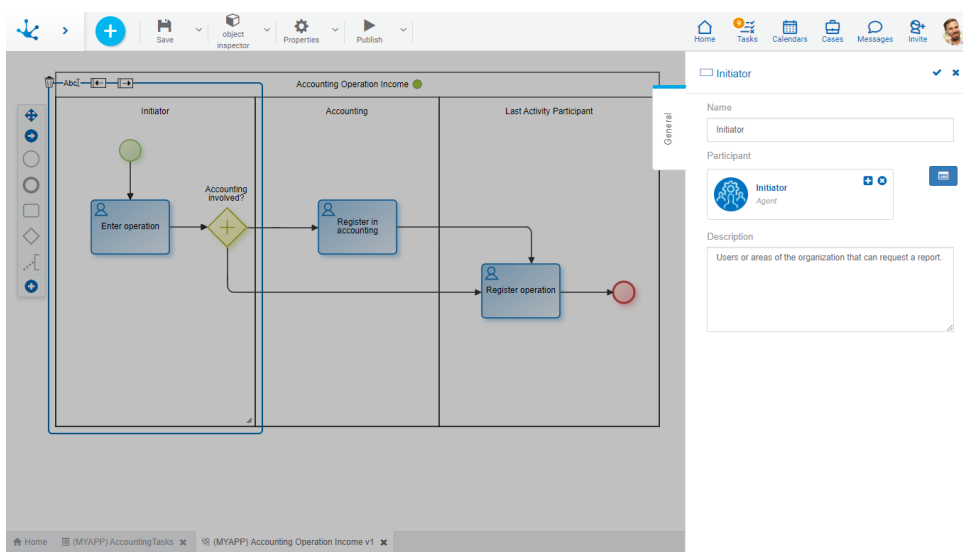 Save
object
inspector
Properties
Publish
Home
9
Tasks
Calendars
Cases
Messages
Invite
Abc
Accounting Operation Income
Initiator
Accounting
Last Activity Participant
Enter operation
Accounting
involved?
Register in
accounting
Register operation
General
Initiator
Name
Initiator
Participant
Initiator
Agent
Description
Users or areas of the organization that can request a report.
Home
(MYAPP) AccountingTasks
(MYAPP) Accounting Operation Income v1